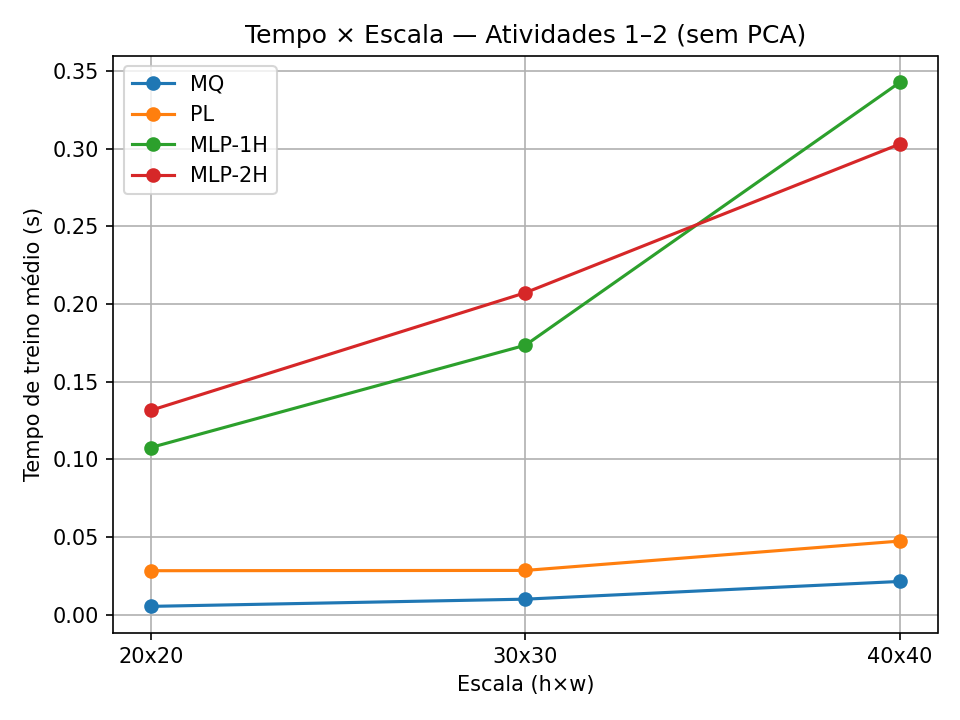 Tempo × Escala — Atividades 1–2 (sem PCA)
MQ
PL
MLP-1H
MLP-2H
Tempo de treino médio (s)
0.35
0.30
0.25
0.20
0.15
0.10
0.05
0.00
20x20
30x30
40x40
Escala (h×w)